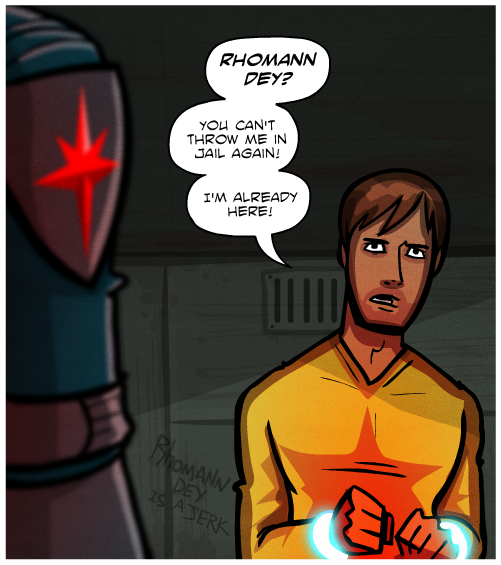 RHOMANN
DEY?
YOU CAN'T
THROW ME IN
JAIL AGAIN!
I'M ALREADY
HERE!
RHOMANN
DEY
IS A JERK